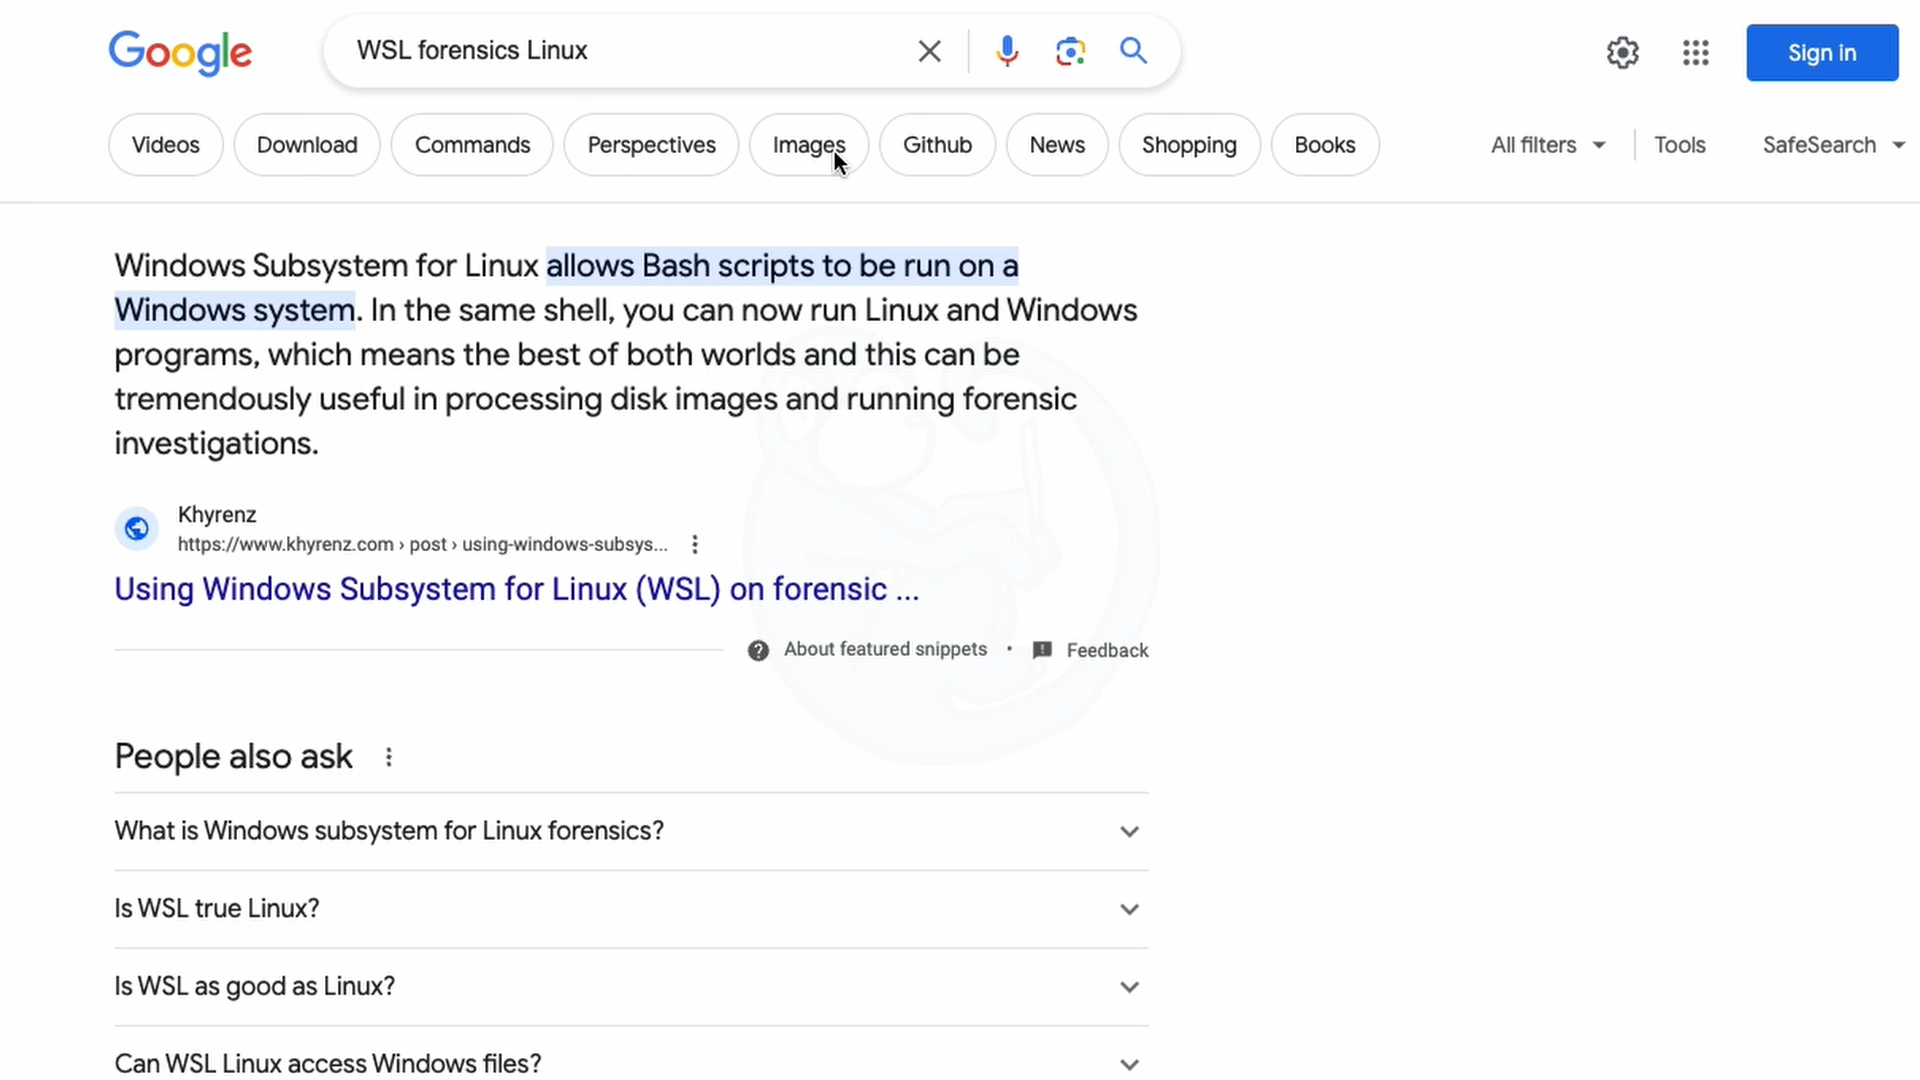 Google
WSL forensics Linux
Sign in
Videos Download Commands Perspectives Images Github News Shopping Books All filters Tools SafeSearch
Windows Subsystem for Linux allows Bash scripts to be run on a
Windows system. In the same shell, you can now run Linux and Windows
programs, which means the best of both worlds and this can be
tremendously useful in processing disk images and running forensic
investigations.
Khyrenz
https://www.khyrenz.com › post › using-windows-subsys...
Using Windows Subsystem for Linux (WSL) on forensic ...
About featured snippets • Feedback
People also ask
What is Windows subsystem for Linux forensics?
Is WSL true Linux?
Is WSL as good as Linux?
Can WSL Linux access Windows files?